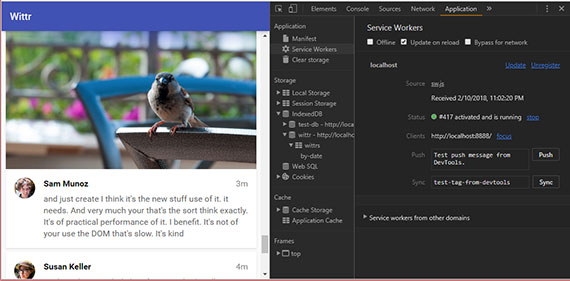 Wittr
Sam Munoz
3m
and just create I think it's the new stuff use of it. it
needs. And very much your that's the sort think exactly.
It's of practical performance of it. I benefit. It's not of
your use the DOM that's slow. It's kind
Susan Keller
4m
Elements Console Sources Network Application »
Application
Manifest
Service Workers
Clear storage
Storage
Local Storage
Session Storage
IndexedDB
test-db - http://loca
wittr - http://localho
wittrs
by-date
Web SQL
Cookies
Cache
Cache Storage
Application Cache
Frames
top
Service Workers
Offline Update on reload Bypass for network
localhost Update Unregister
Source sw.js
Received 2/10/2018, 11:02:20 PM
Status #417 activated and is running stop
Clients http://localhost:8888/ focus
Push Test push message from
DevTools. Push
Sync test-tag-from-devtools Sync
Service workers from other domains